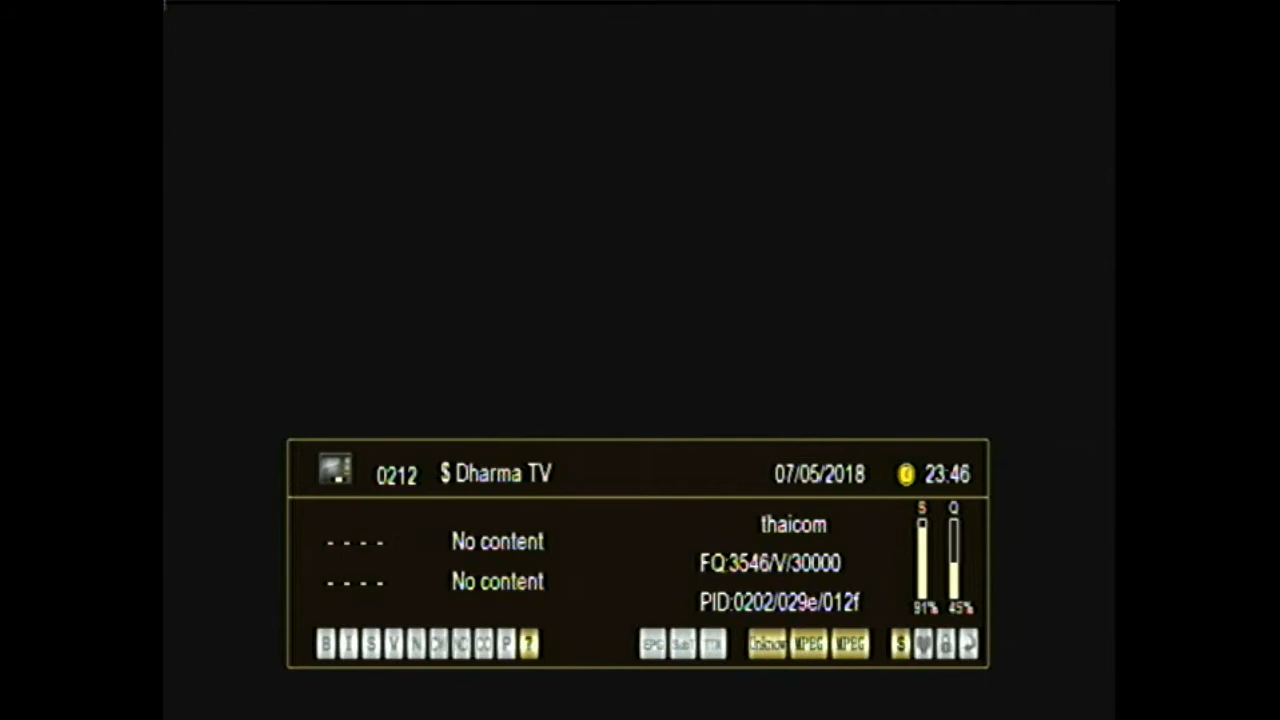 0212 $ Dharma TV 07/05/2018 23:46
S Q
thaicom
- - - - No content
FQ:3546/V/30000
- - - - No content
PID:0202/029e/012f
91% 45%
B I S V N P ? EPG MPEG MPEG $